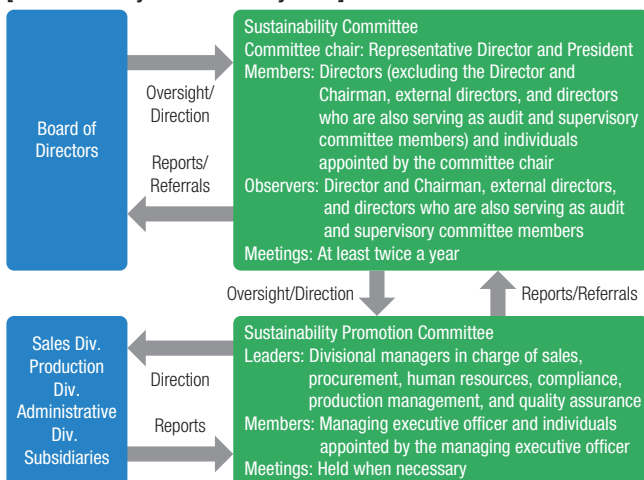 Sustainability Committee
Committee chair: Representative Director and President
Members: Directors (excluding the Director and
Chairman, external directors, and directors
who are also serving as audit and supervisory
committee members) and individuals
appointed by the committee chair
Observers: Director and Chairman, external directors,
and directors who are also serving as audit
and supervisory committee members
Meetings: At least twice a year
Board of
Directors
Oversight/
Direction
Reports/
Referrals
Oversight/Direction
Reports/Referrals
Sales Div.
Production
Div.
Administrative
Div.
Subsidiaries
Direction
Reports
Sustainability Promotion Committee
Leaders: Divisional managers in charge of sales,
procurement, human resources, compliance,
production management, and quality assurance
Members: Managing executive officer and individuals
appointed by the managing executive officer
Meetings: Held when necessary